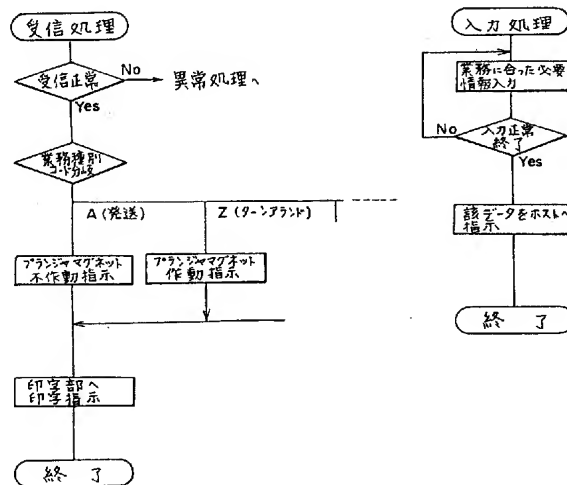 受信処理
受信正常
No
異常処理へ
Yes
業務種別
コード分岐
A(発送)
Z(ターンアランド)
プランジャマグネット
不作動指示
プランジャマグネット
作動指示
印字部へ
印字指示
終了
入力処理
業務に合った必要
情報入力
No
入力正常
終了
Yes
該データをホストへ
指示
終了